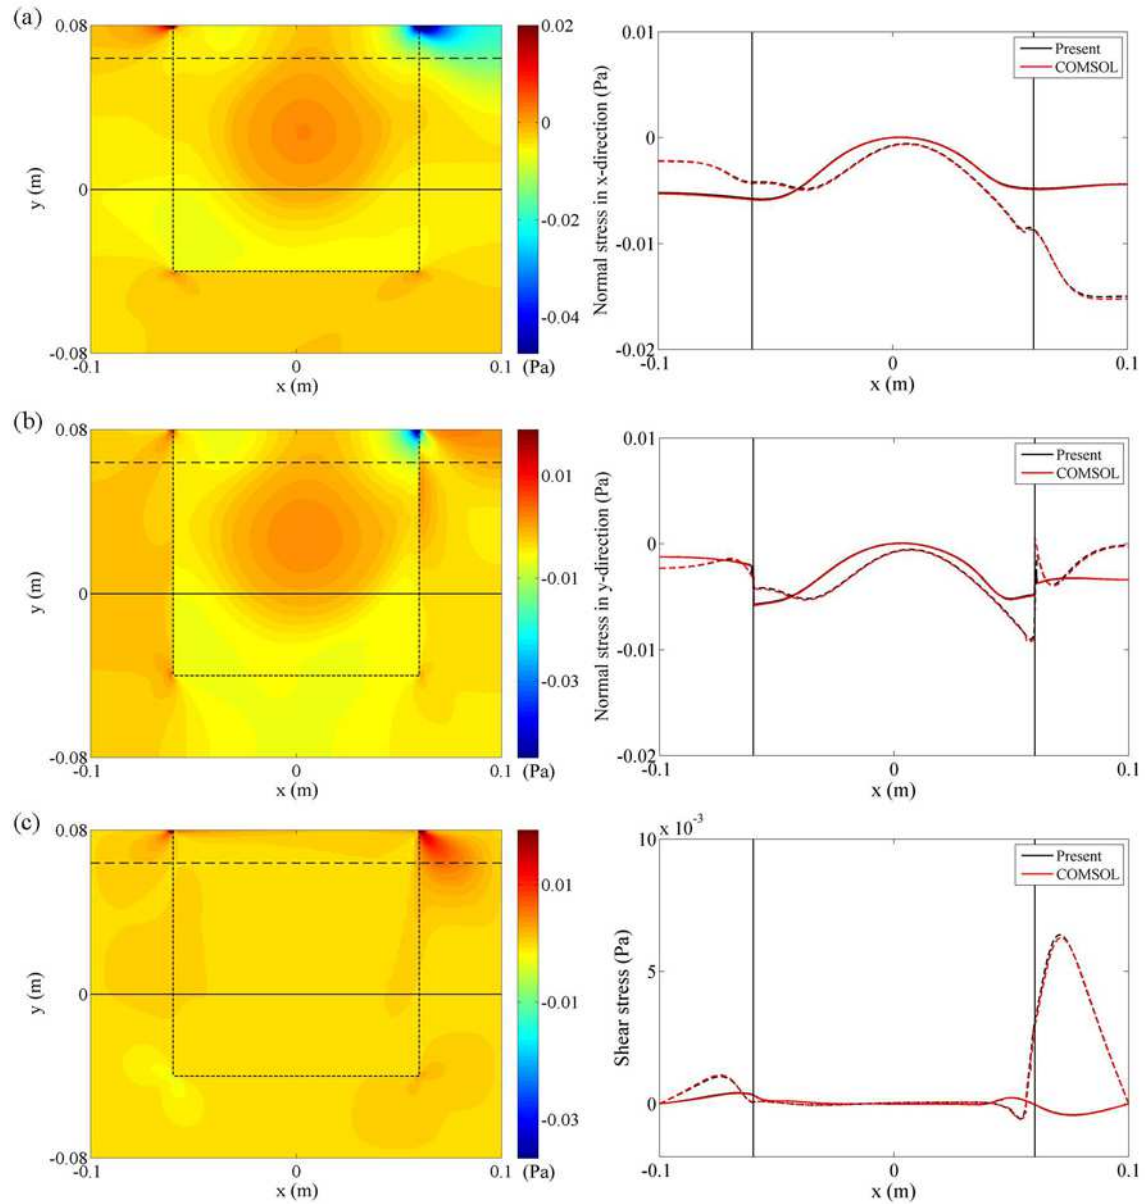 (a)
0.08
0
-0.08
-0.1
0
0.1
x (m)
y (m)
0.02
0
-0.02
-0.04
(Pa)
0.01
0
-0.01
-0.02
-0.1
0
0.1
x (m)
Normal stress in x-direction (Pa)
Present
COMSOL
(b)
0.08
0
-0.08
-0.1
0
0.1
x (m)
y (m)
0.01
-0.01
-0.03
(Pa)
0.01
0
-0.01
-0.02
-0.1
0
0.1
x (m)
Normal stress in y-direction (Pa)
Present
COMSOL
(c)
0.08
0
-0.08
-0.1
0
0.1
x (m)
y (m)
0.01
-0.01
-0.03
(Pa)
10 x 10⁻³
5
0
-0.1
0
0.1
x (m)
Shear stress (Pa)
Present
COMSOL